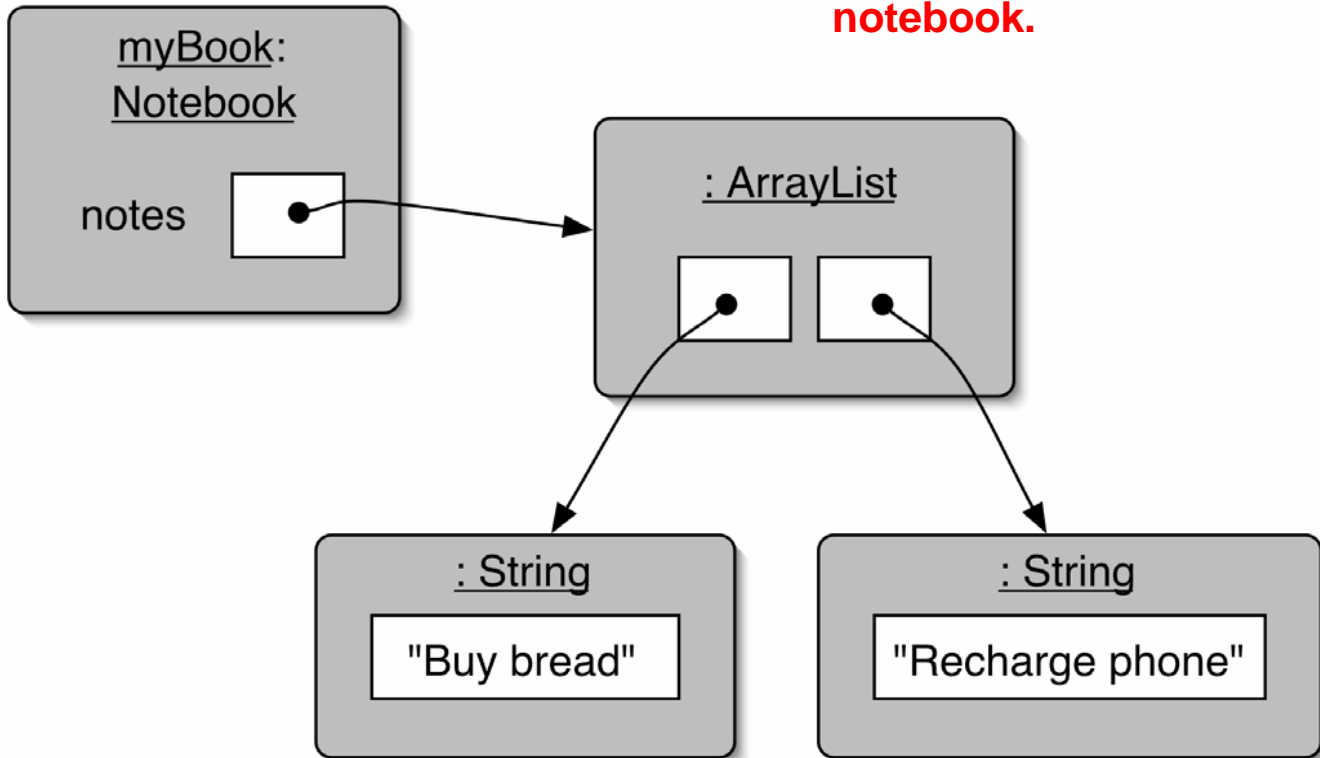 notebook.
myBook:
Notebook
notes
: ArrayList
: String
"Buy bread"
: String
"Recharge phone"